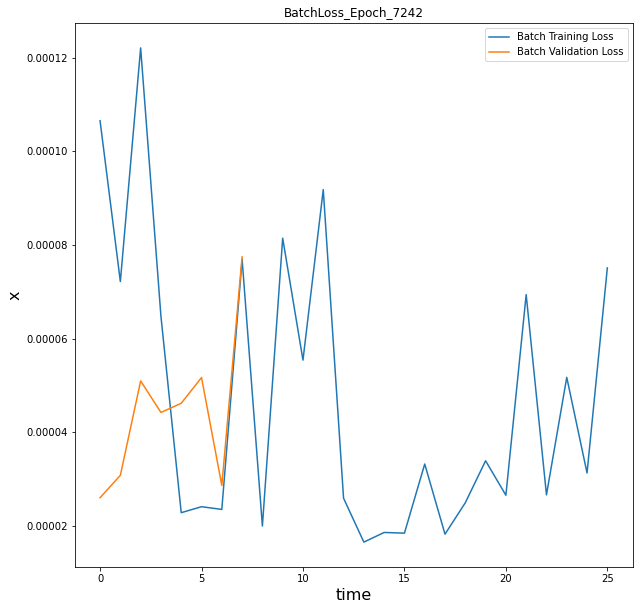 BatchLoss_Epoch_7242
Batch Training Loss
Batch Validation Loss
0.00012
0.00010
0.00008
0.00006
0.00004
0.00002
x
0
5
10
15
20
25
time